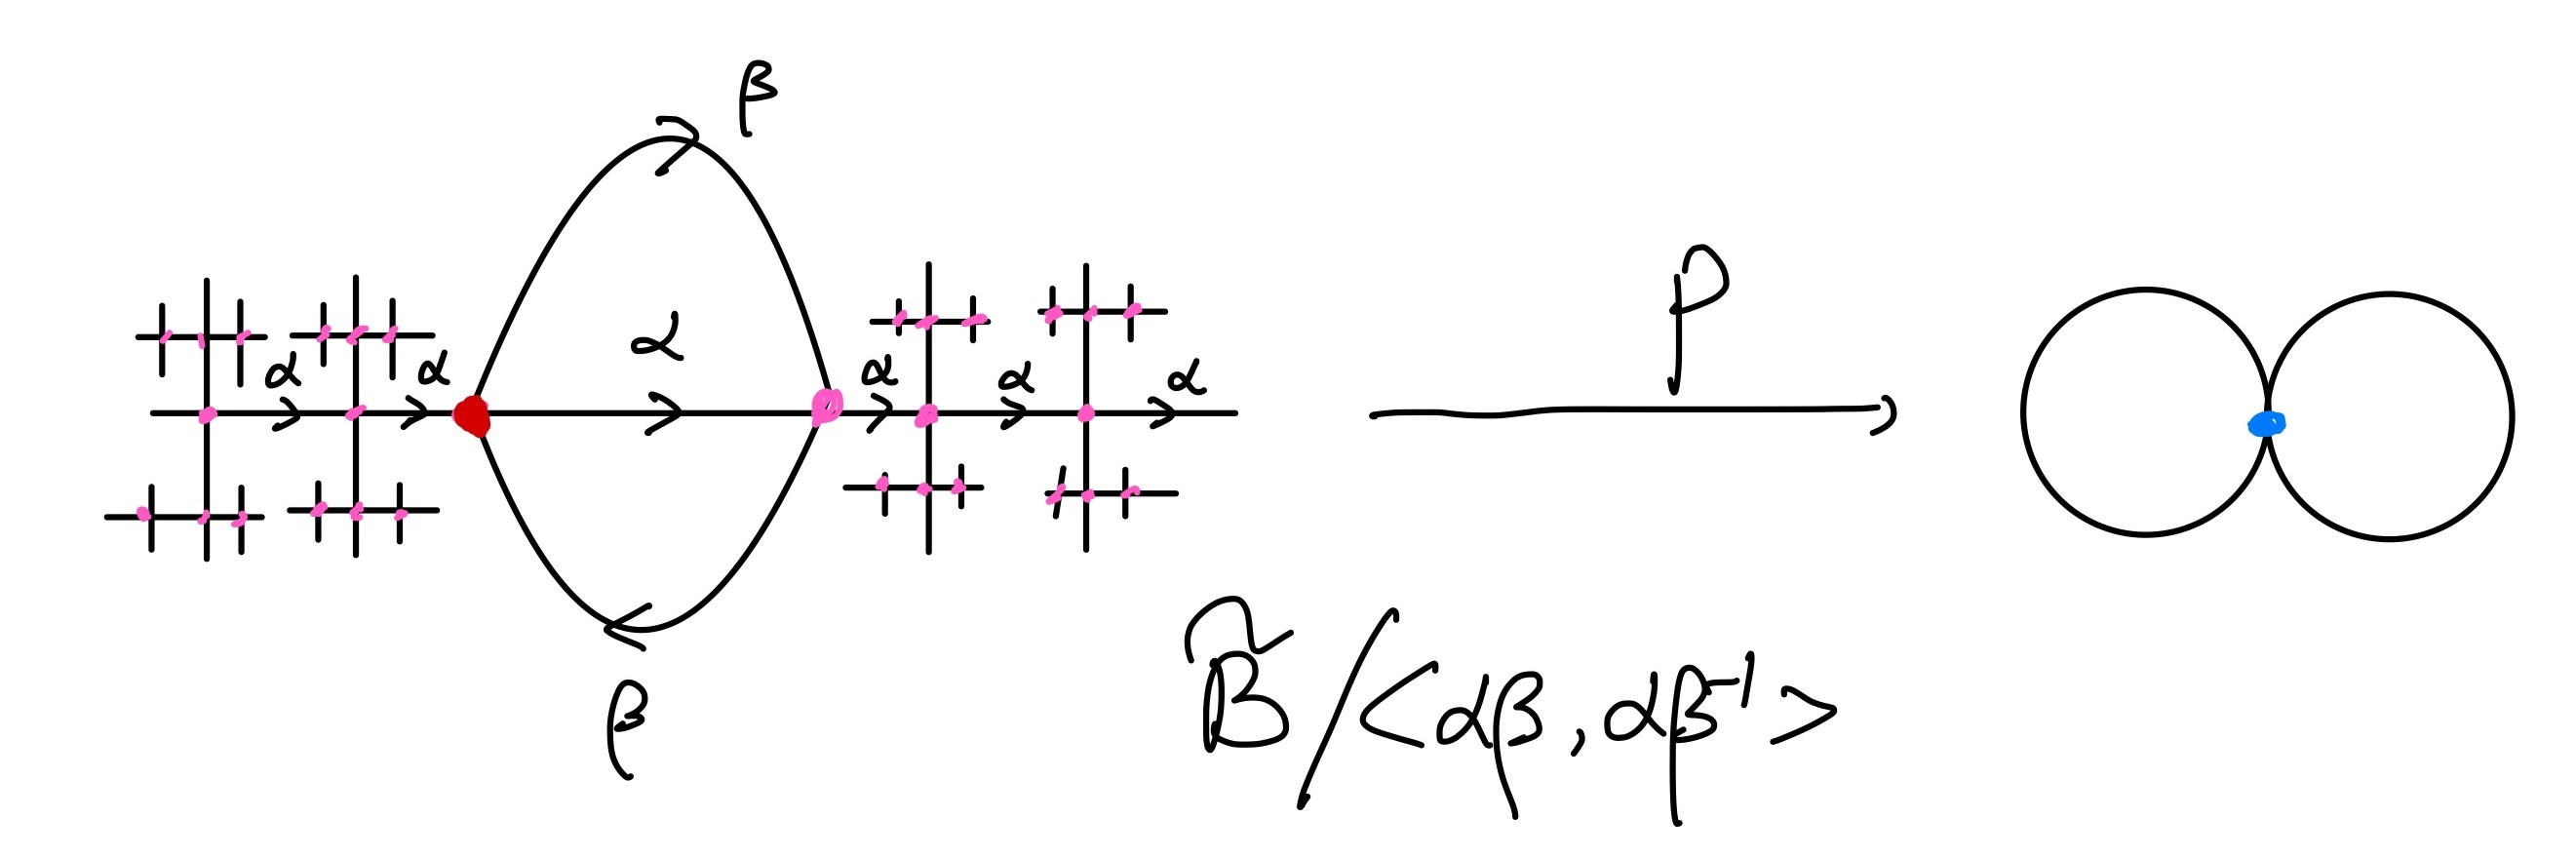 β
α
α α
α α α
β
P
B̃/<αβ, αβ⁻¹>